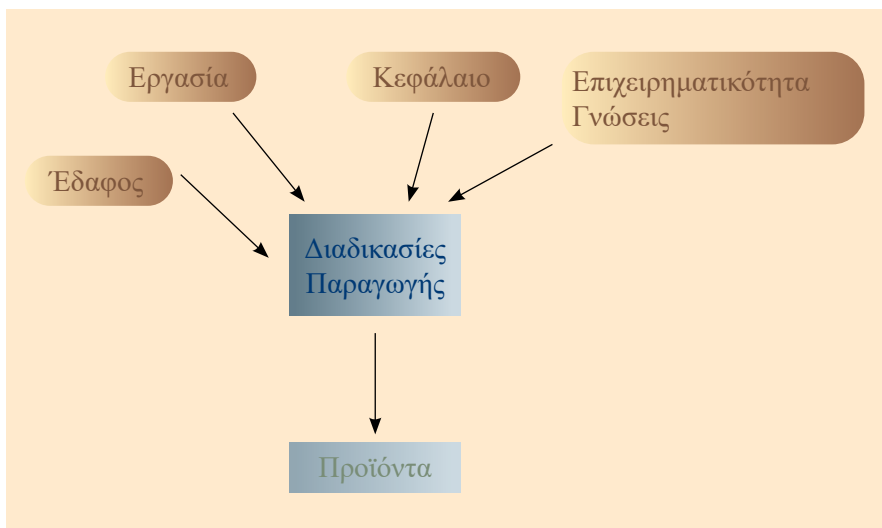 Εργασία
Κεφάλαιο
Επιχειρηματικότητα
Γνώσεις
Έδαφος
Διαδικασίες
Παραγωγής
Προϊόντα